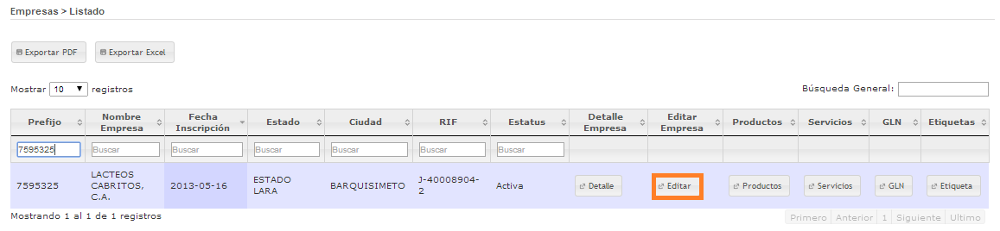 Empresas > Listado
Exportar PDF Exportar Excel
Mostrar 10 registros Búsqueda General:
Prefijo Nombre Empresa Fecha Inscripción Estado Ciudad RIF Estatus Detalle Empresa Editar Empresa Productos Servicios GLN Etiquetas
7595325 Buscar Buscar Buscar Buscar Buscar Buscar
7595325 LACTEOS CABRITOS, C.A. 2013-05-16 ESTADO LARA BARQUISIMETO J-40008904-2 Activa Detalle Editar Productos Servicios GLN Etiqueta
Mostrando 1 al 1 de 1 registros Primero Anterior 1 Siguiente Ultimo